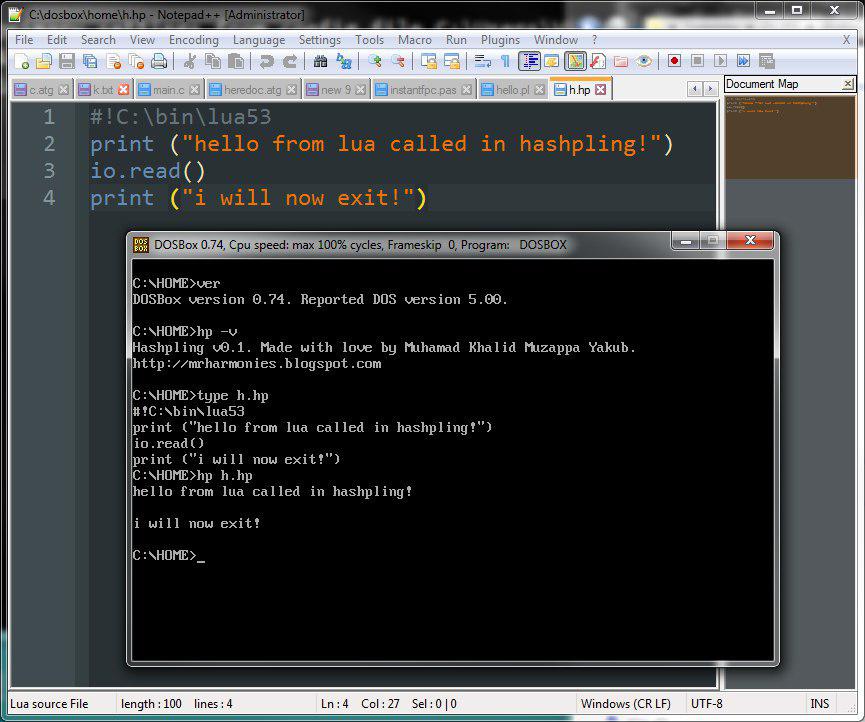 C:\dosbox\home\h.hp - Notepad++ [Administrator]
File Edit Search View Encoding Language Settings Tools Macro Run Plugins Window ? X
c.atg k.txt main.c heredoc.atg new 9 instantfpc.pas hello.pl h.hp
Document Map
1 #!C:\bin\lua53
2 print ("hello from lua called in hashpling!")
3 io.read()
4 print ("i will now exit!")
DOSBox 0.74, Cpu speed: max 100% cycles, Frameskip 0, Program: DOSBOX
C:\HOME>ver
DOSBox version 0.74. Reported DOS version 5.00.
C:\HOME>hp -v
Hashpling v0.1. Made with love by Muhamad Khalid Muzappa Yakub.
http://mrharmonies.blogspot.com
C:\HOME>type h.hp
#!C:\bin\lua53
print ("hello from lua called in hashpling!")
io.read()
print ("i will now exit!")
C:\HOME>hp h.hp
hello from lua called in hashpling!
i will now exit!
C:\HOME>_
Lua source File length : 100 lines : 4 Ln : 4 Col : 27 Sel : 0 | 0 Windows (CR LF) UTF-8 INS